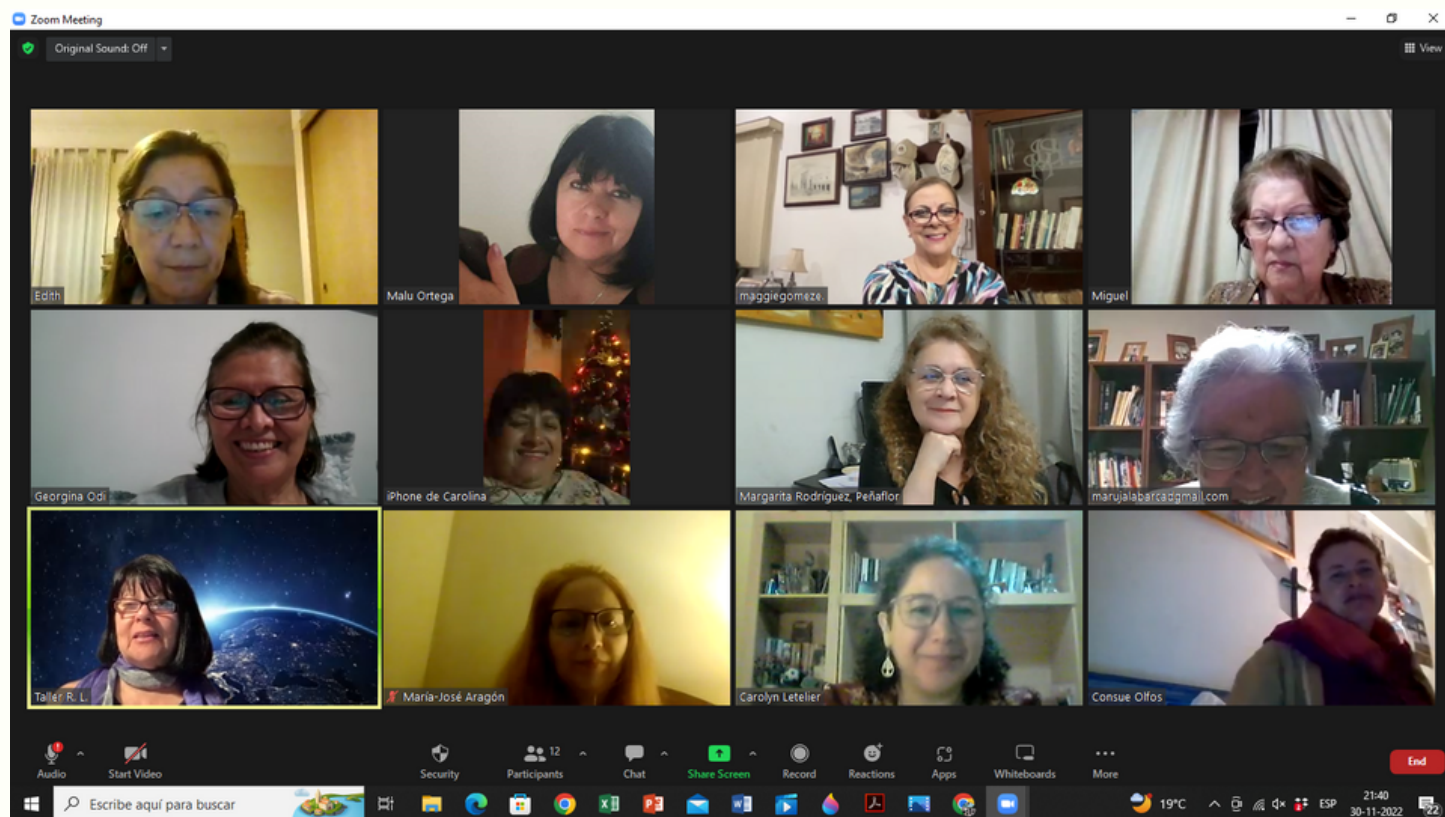 Zoom Meeting
Original Sound: Off
View
Edith
Malu Ortega
maggiegomeze.
Miguel
Georgina Odi
iPhone de Carolina
Margarita Rodríguez, Peñaflor
marujalabarcadgmail.com
Taller R. L.
María-José Aragón
Carolyn Letelier
Consue Olfos
Audio
Start Video
Security
Participants
12
Chat
Share Screen
Record
Reactions
Apps
Whiteboards
More
End
Escribe aquí para buscar
19°C
ESP
21:40
30-11-2022
22